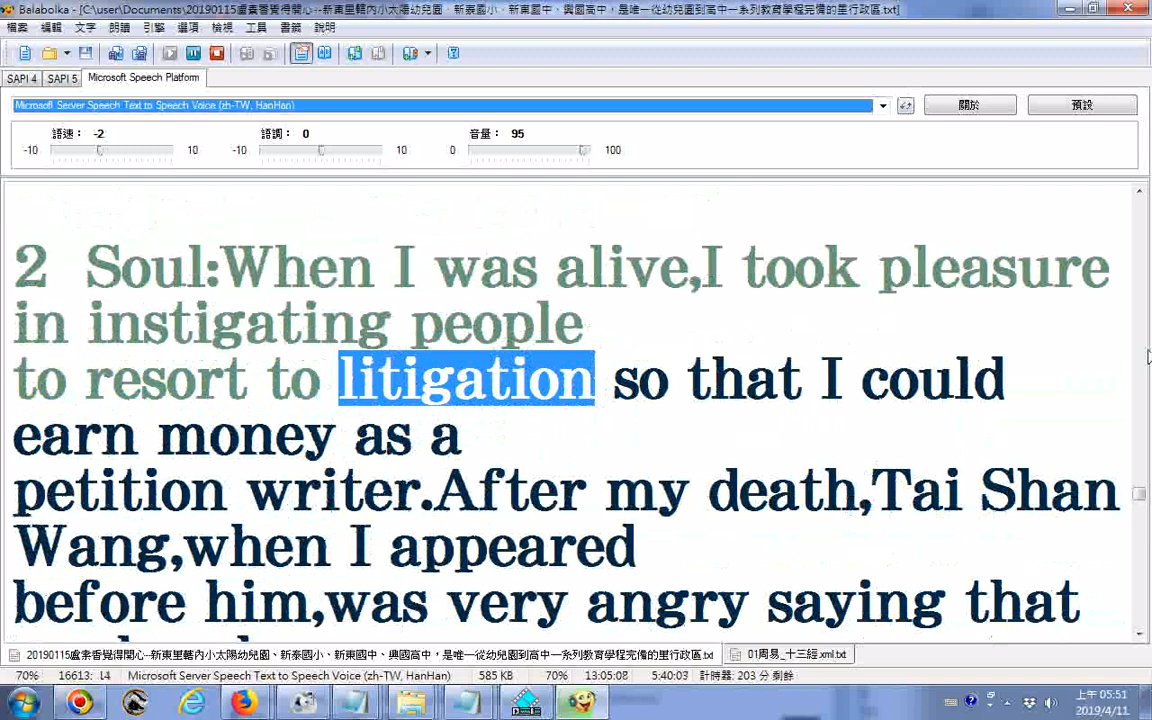 Balabolka - [C:\user\Documents\20190115盧素香覺得開心--新東里轄內小太陽幼兒園、新泰國小、新東國中、興國高中，是唯一從幼兒園到高中一系列教育學程完備的里行政區.txt]
檔案 編輯 文字 朗讀 引擎 選項 檢視 工具 書籤 說明
SAPI 4 SAPI 5 Microsoft Speech Platform
Microsoft Server Speech Text to Speech Voice (zh-TW, HanHan) 關於 預設
語速： -2 語調： 0 音量： 95
-10 10 -10 10 0 100
2 Soul:When I was alive,I took pleasure
in instigating people
to resort to litigation so that I could
earn money as a
petition writer.After my death,Tai Shan
Wang,when I appeared
before him,was very angry saying that
20190115盧素香覺得開心--新東里轄內小太陽幼兒園、新泰國小、新東國中、興國高中，是唯一從幼兒園到高中一系列教育學程完備的里行政區.txt 01周易_十三經.xml.txt
70% 16613: 14 Microsoft Server Speech Text to Speech Voice (zh-TW, HanHan) 585 KB 70% 13:05:08 5:40:03 計時器: 203 分 剩餘
上午 05:51
2019/4/11